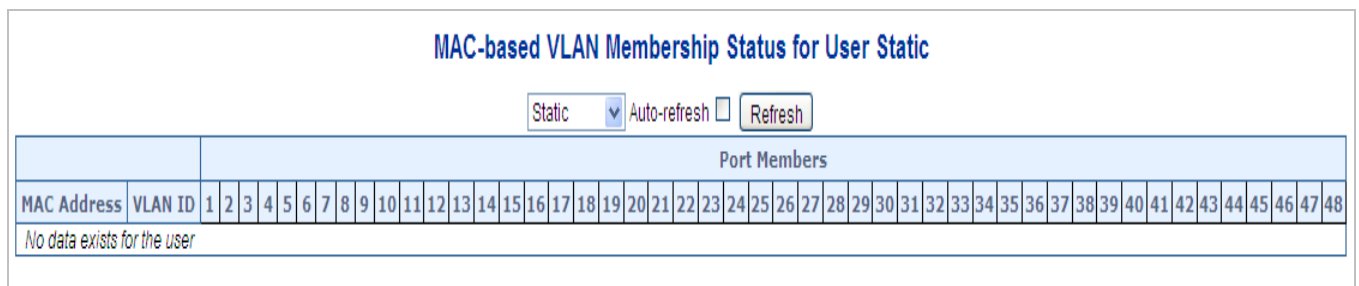 MAC-based VLAN Membership Status for User Static
Static Auto-refresh Refresh
Port Members
MAC Address VLAN ID 1 2 3 4 5 6 7 8 9 10 11 12 13 14 15 16 17 18 19 20 21 22 23 24 25 26 27 28 29 30 31 32 33 34 35 36 37 38 39 40 41 42 43 44 45 46 47 48
No data exists for the user